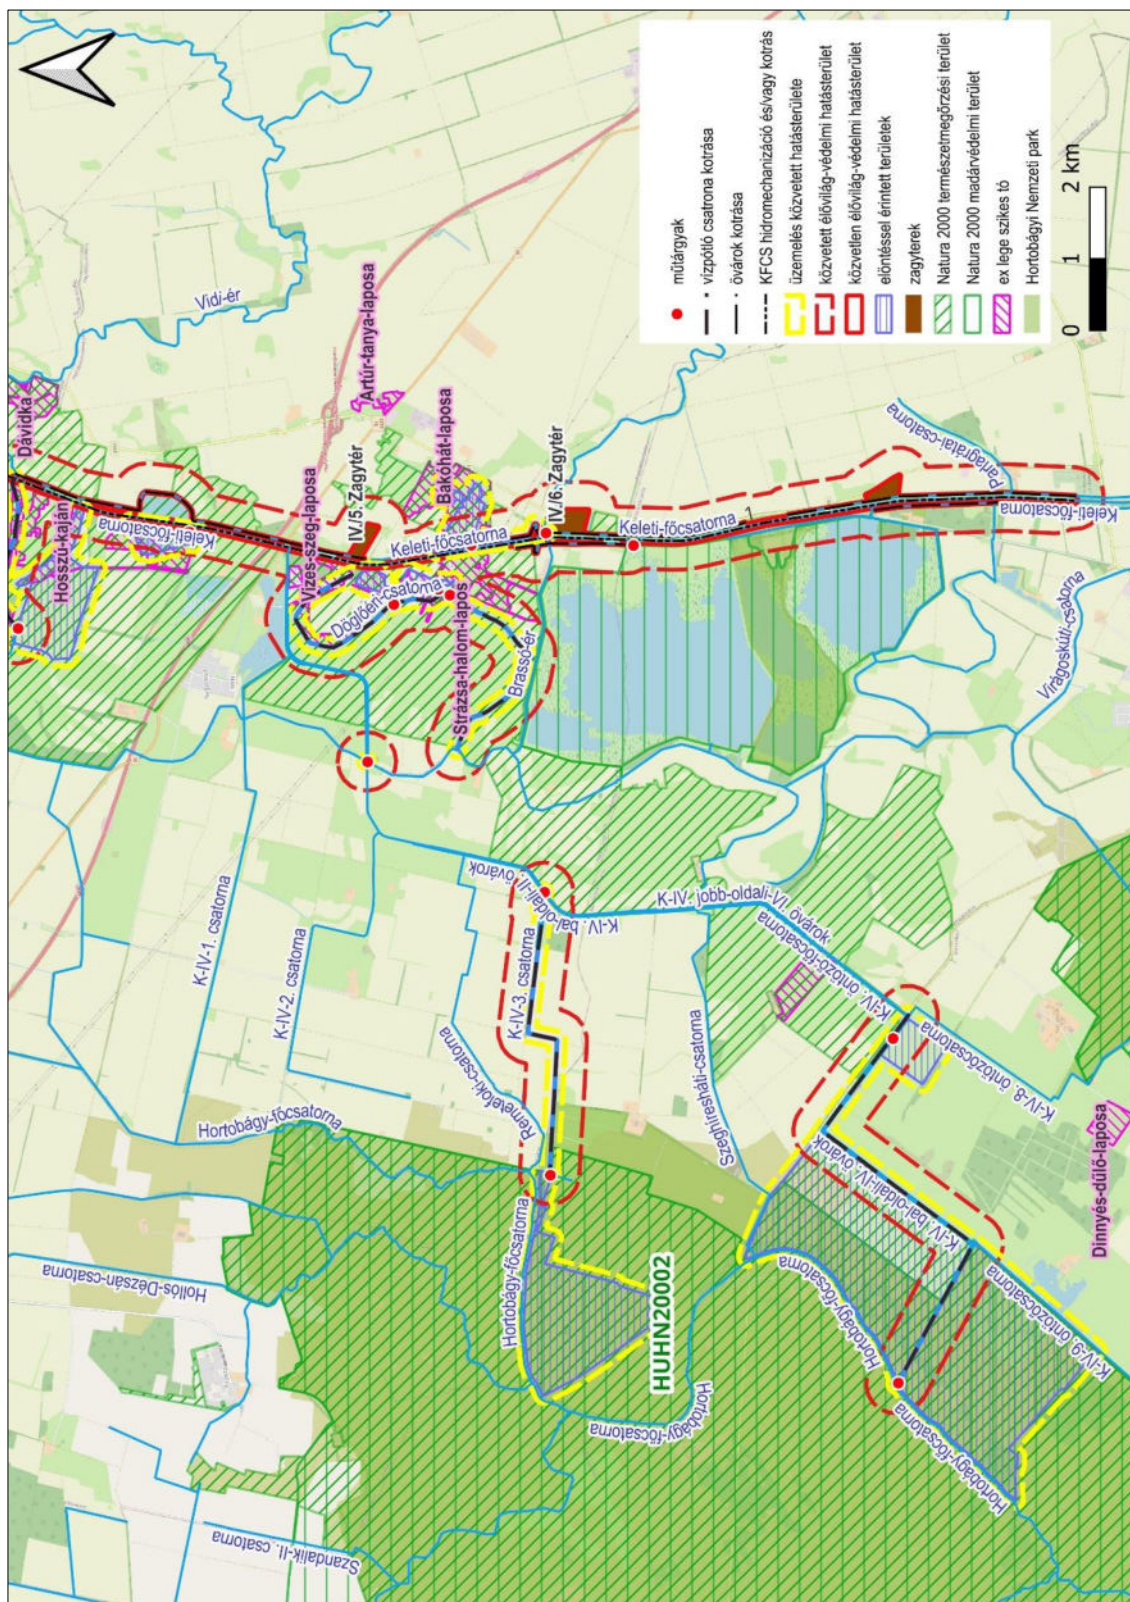 Dávidka
Vidi-ér
Hosszú-kaján
Keleti-főcsatorna
Vizes-szeg-laposa
IV./5. Zagytér
Artúr-tanya-laposa
Bakóhát-laposa
Keleti-főcsatorna
Döglőéri-csatorna
Strázsa-halom-lapos
Brassó-ér
IV./6. Zagytér
Keleti-főcsatorna_1
Parlagrátai-csatorna
Keleti-főcsatorna
Virágoskúti-csatorna
K-IV-1. csatorna
K-IV-2. csatorna
K-IV. bal-oldali-II. övárok
K-IV-3. csatorna
K-IV. jobb-oldali-VI. övárok
K-IV. öntöző-főcsatorna
K-IV-8. öntözőcsatorna
Remetefoki-csatorna
Hortobágy-főcsatorna
Szeghiresháti-csatorna
Hortobágy-főcsatorna
K-IV. bal-oldali-IV. övárok
Dinnyés-dűlő-laposa
Hollós-Dézsán-csatorna
HUHN20002
Hortobágy-főcsatorna
Hortobágy-főcsatorna
Hortobágy-főcsatorna
K-IV-9. öntözőcsatorna
Szandalik-II. csatorna
műtárgyak
vízpótló csatrona kotrása
övárok kotrása
KFCS hidromechanizáció és/vagy kotrás
üzemelés közvetett hatásterülete
közvetett élővilág-védelmi hatásterület
közvetlen élővilág-védelmi hatásterület
elöntéssel érintett területek
zagyterek
Natura 2000 természetmegőrzési terület
Natura 2000 madárvédelmi terület
ex lege szikes tó
Hortobágyi Nemzeti park
0 1 2 km